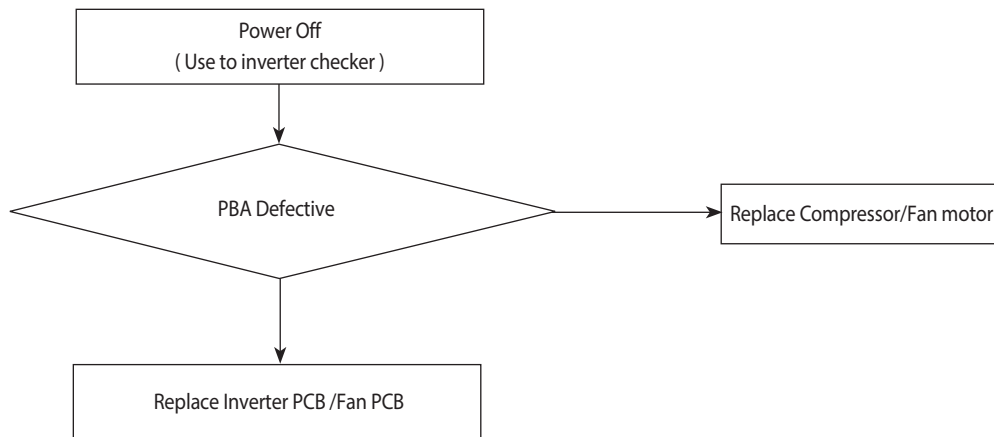 Power Off
( Use to inverter checker )
PBA Defective
Replace Compressor/Fan motor
Replace Inverter PCB /Fan PCB